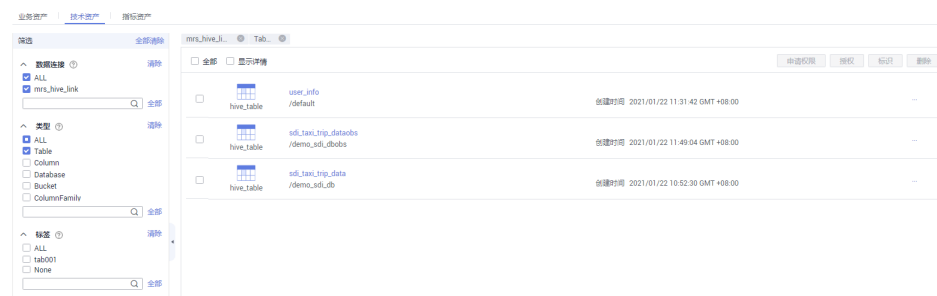 业务资产 技术资产 指标资产
筛选 全部清除
数据连接 清除
ALL
mrs_hive_link
全部
类型 清除
ALL
Table
Column
Database
Bucket
ColumnFamily
全部
标签 清除
ALL
tab001
None
全部
mrs_hive_li... Tab...
全部 显示详情 申请权限 授权 标识 删除
user_info
hive_table /default 创建时间 2021/01/22 11:31:42 GMT +08:00 ...
sdi_taxi_trip_dataobs
hive_table /demo_sdi_dbobs 创建时间 2021/01/22 11:49:04 GMT +08:00 ...
sdi_taxi_trip_data
hive_table /demo_sdi_db 创建时间 2021/01/22 10:52:30 GMT +08:00 ...